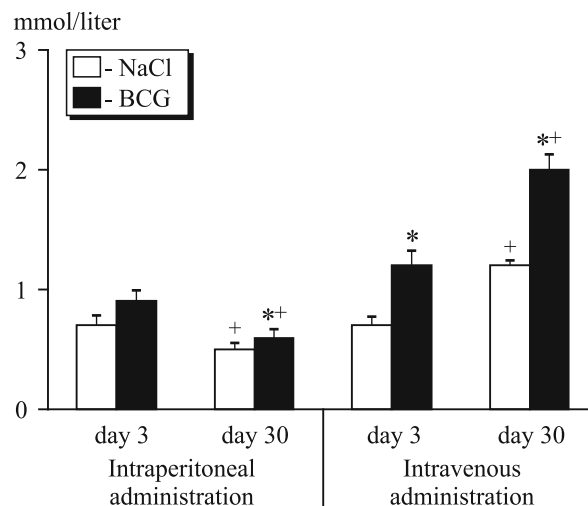 mmol/liter
3
- NaCl
- BCG
2
*+
*
+
1
+
*+
0
day 3
day 30
day 3
day 30
Intraperitoneal
administration
Intravenous
administration